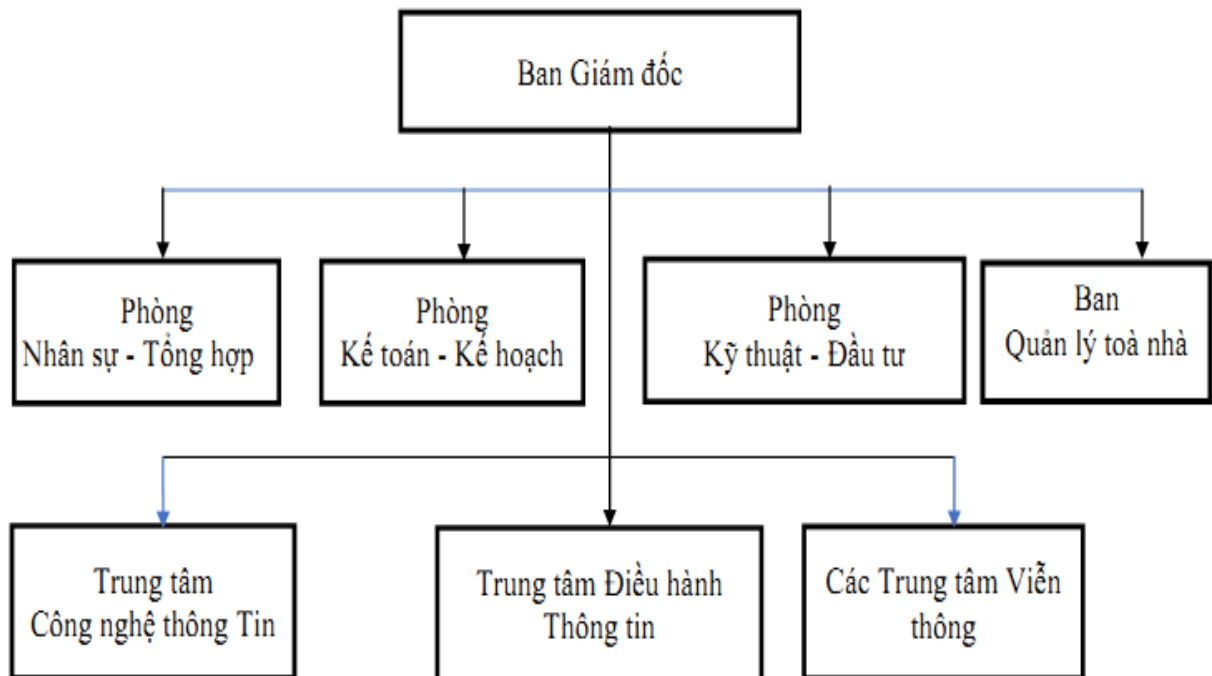 Ban Giám đốc
Phòng
Nhân sự - Tổng hợp
Phòng
Kế toán - Kế hoạch
Phòng
Kỹ thuật - Đầu tư
Ban
Quản lý toà nhà
Trung tâm
Công nghệ thông Tin
Trung tâm Điều hành
Thông tin
Các Trung tâm Viễn
thông